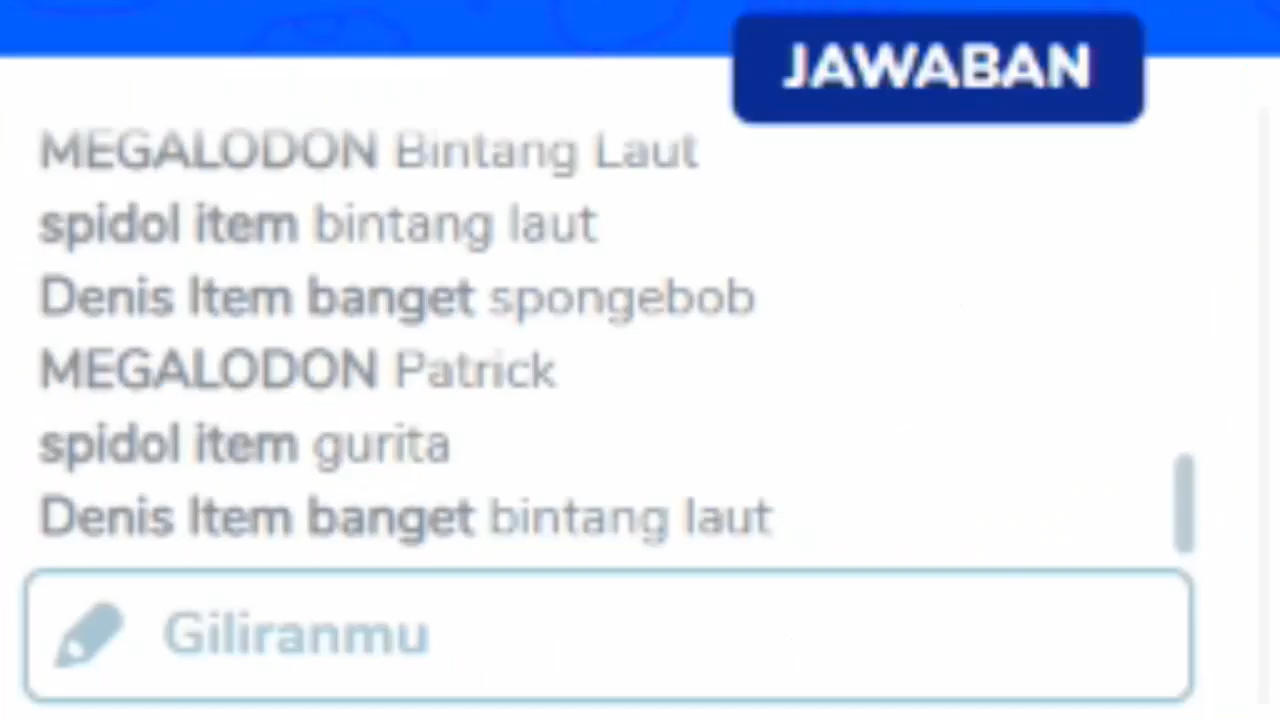 JAWABAN
MEGALODON Bintang Laut
spidol item bintang laut
Denis Item banget spongebob
MEGALODON Patrick
spidol item gurita
Denis Item banget bintang laut
Giliranmu